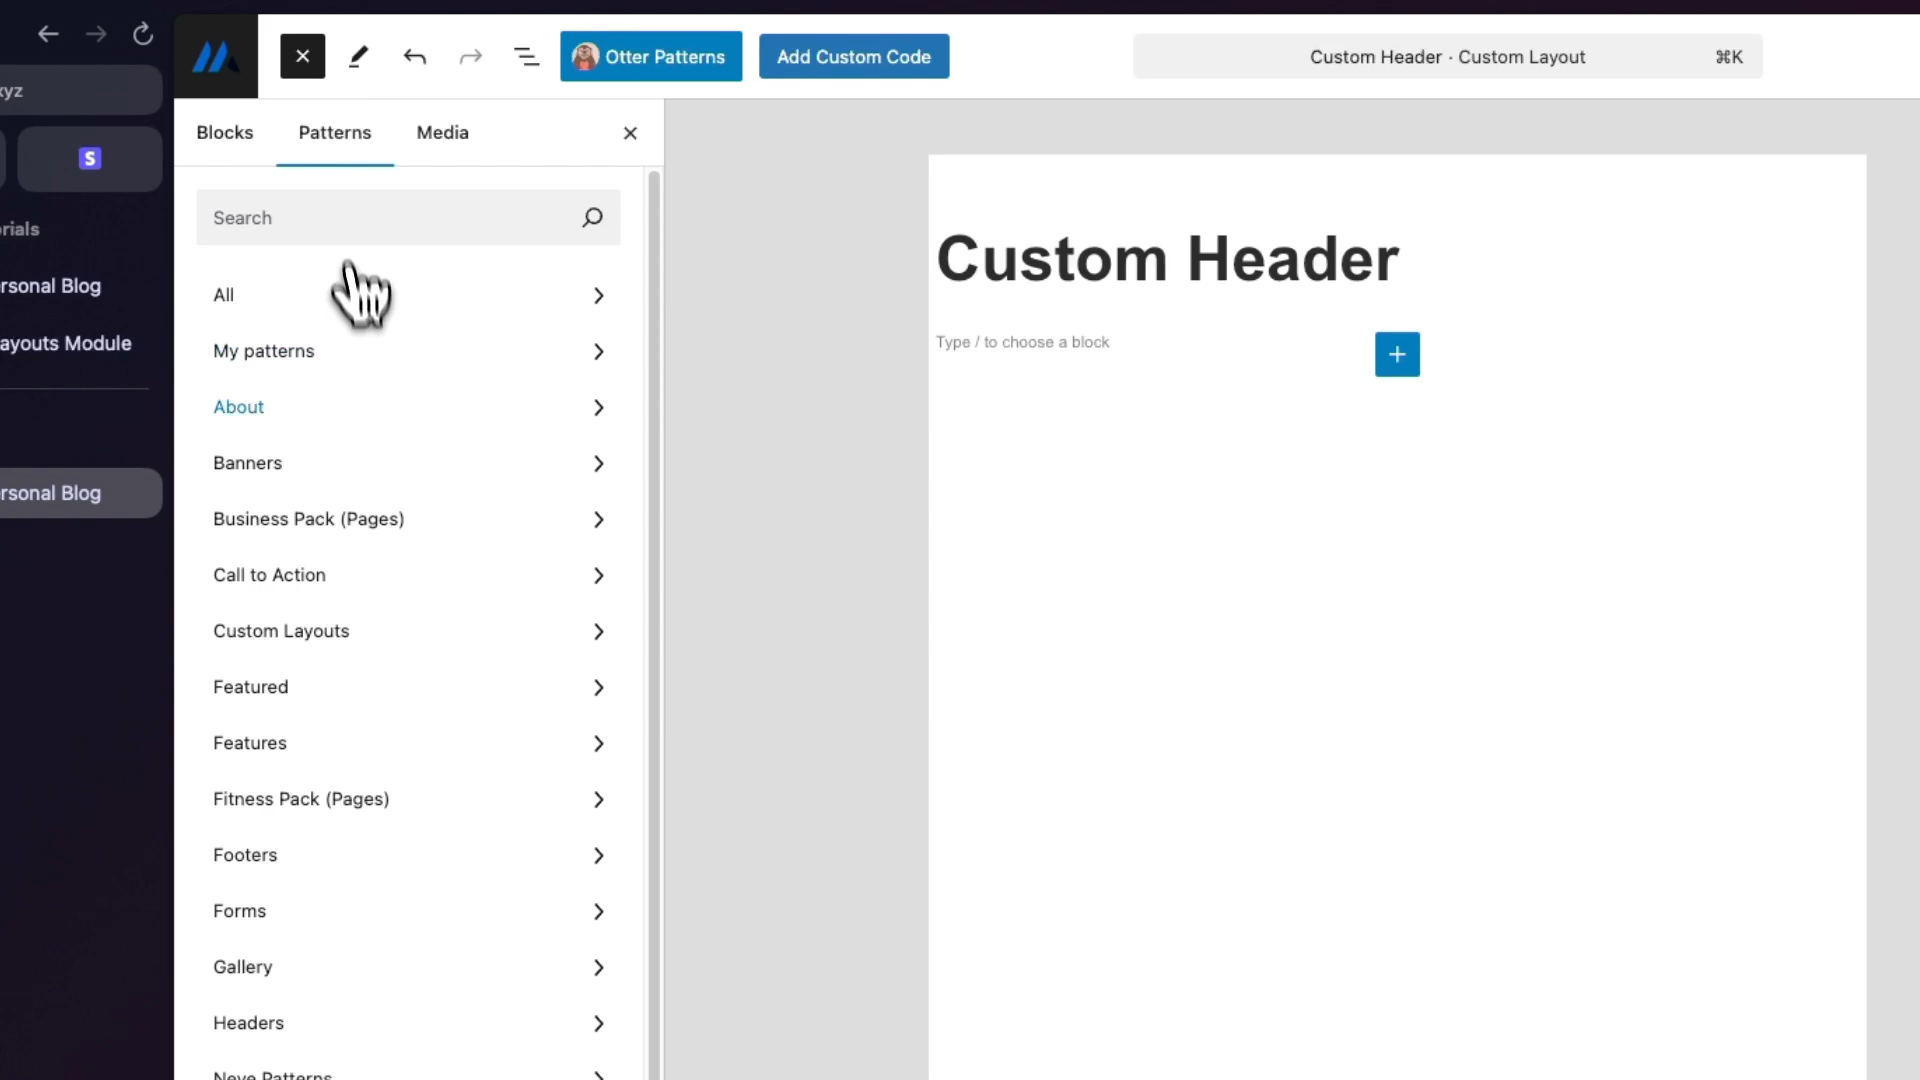 Otter Patterns
Add Custom Code
Custom Header · Custom Layout
⌘K
xyz
Blocks
Patterns
Media
S
Search
rials
rsonal Blog
ayouts Module
rsonal Blog
All
My patterns
About
Banners
Business Pack (Pages)
Call to Action
Custom Layouts
Featured
Features
Fitness Pack (Pages)
Footers
Forms
Gallery
Headers
Neve Patterns
Custom Header
Type / to choose a block